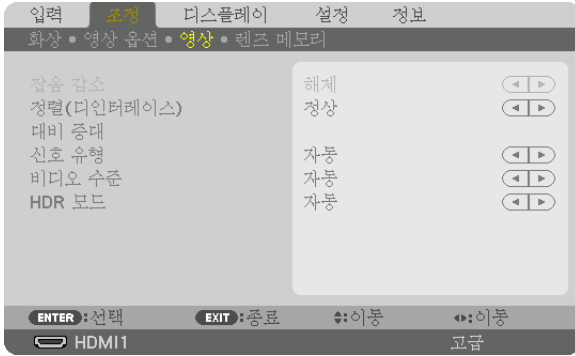 입력 조정 디스플레이 설정 정보
화상 • 영상 옵션 • 영상 • 렌즈 메모리
잡음 감소 해제
정렬(디인터레이스) 정상
대비 증대
신호 유형 자동
비디오 수준 자동
HDR 모드 자동
ENTER :선택 EXIT :종료 :이동 :이동
HDMI1 고급